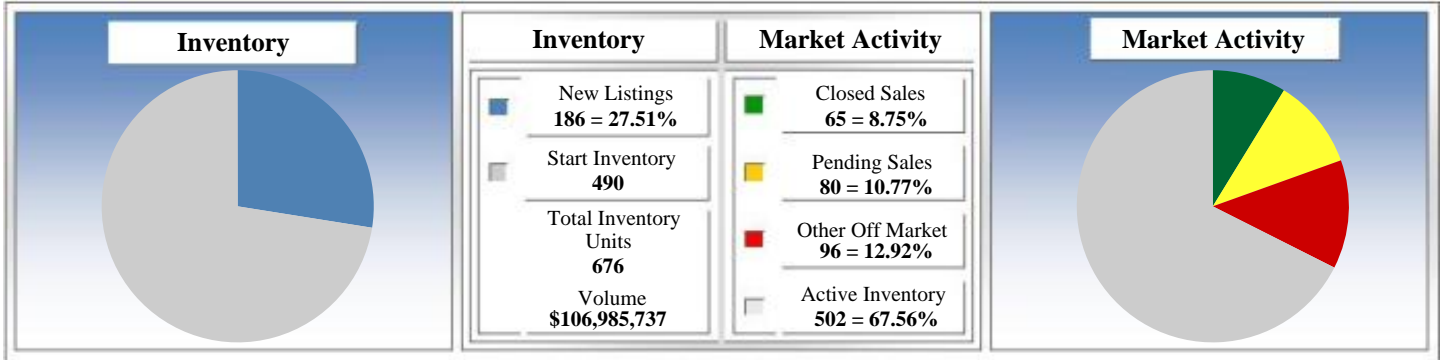 Inventory
Inventory
Market Activity
New Listings
186 = 27.51%
Start Inventory
490
Total Inventory
Units
676
Volume
$106,985,737
Closed Sales
65 = 8.75%
Pending Sales
80 = 10.77%
Other Off Market
96 = 12.92%
Active Inventory
502 = 67.56%
Market Activity